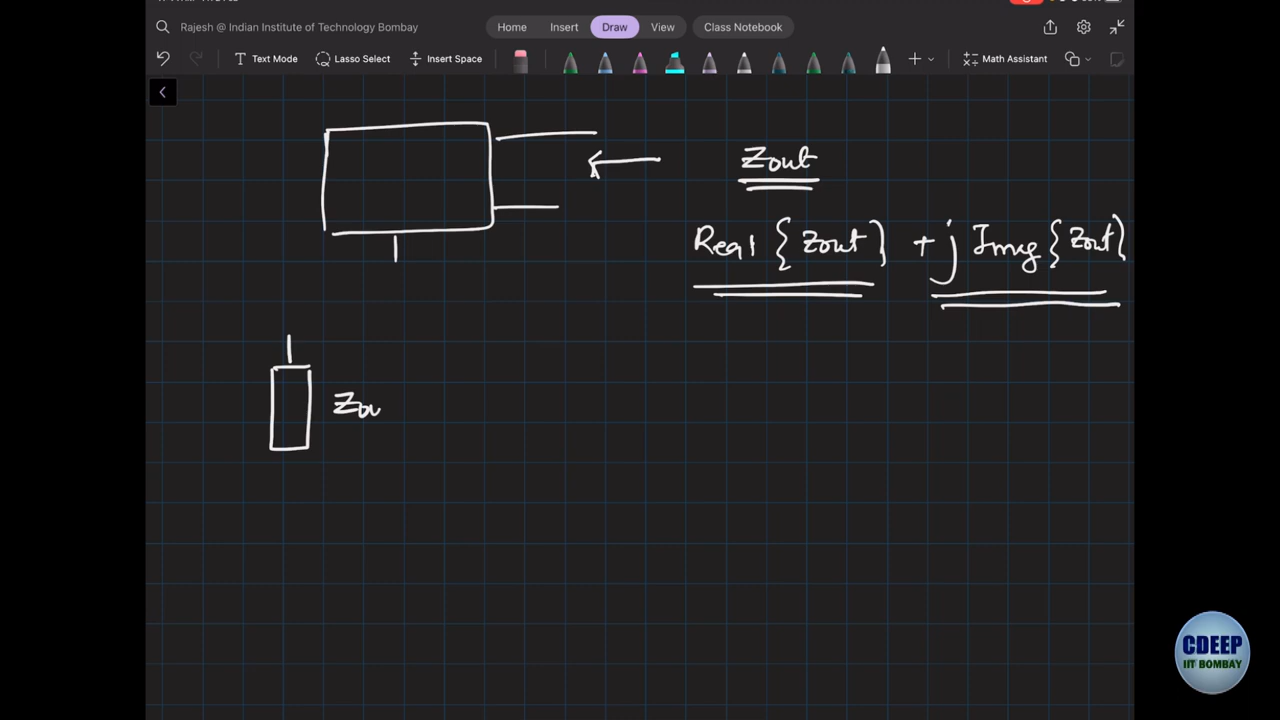 Rajesh @ Indian Institute of Technology Bombay
Home Insert Draw View Class Notebook
Text Mode Lasso Select Insert Space Math Assistant
Zout
Real {Zout} + j Img {Zout}
Zou
CDEEP
IIT BOMBAY